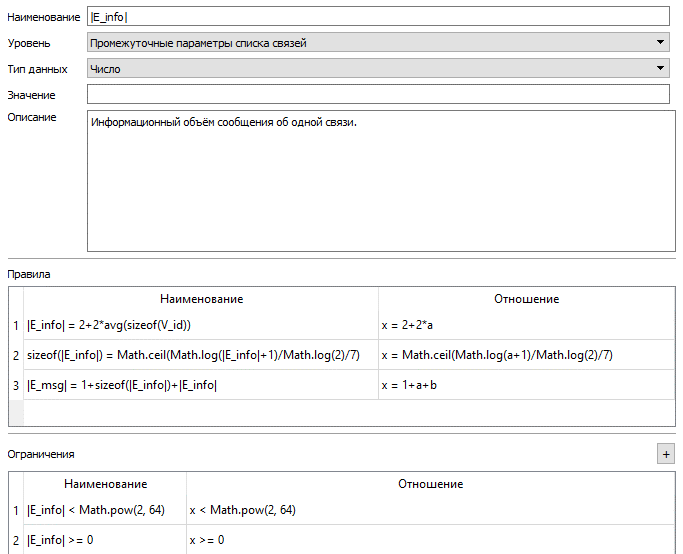 Наименование |E_info|
Уровень Промежуточные параметры списка связей
Тип данных Число
Значение
Описание Информационный объём сообщения об одной связи.
Правила
Наименование Отношение
1 |E_info| = 2+2*avg(sizeof(V_id)) x = 2+2*a
2 sizeof(|E_info|) = Math.ceil(Math.log(|E_info|+1)/Math.log(2)/7) x = Math.ceil(Math.log(a+1)/Math.log(2)/7)
3 |E_msg| = 1+sizeof(|E_info|)+|E_info| x = 1+a+b
Ограничения +
Наименование Отношение
1 |E_info| < Math.pow(2, 64) x < Math.pow(2, 64)
2 |E_info| >= 0 x >= 0